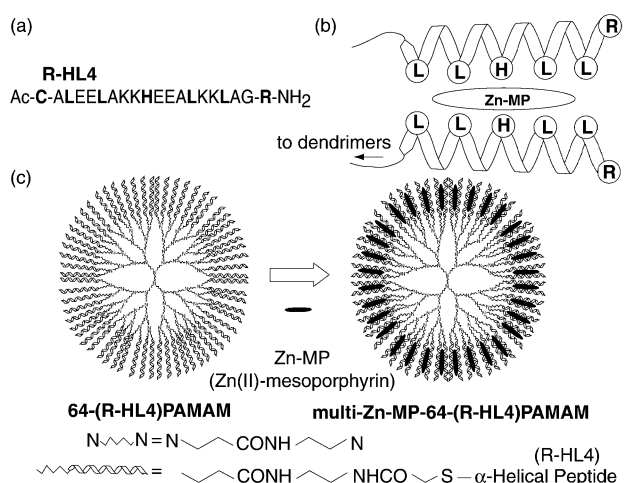 (a)
R-HL4
Ac-C-ALEELAKKHEEALKKLAG-R-NH2
(b)
R
L L H L L
Zn-MP
L L H L L
R
to dendrimers
(c)
Zn-MP
(Zn(II)-mesoporphyrin)
64-(R-HL4)PAMAM
multi-Zn-MP-64-(R-HL4)PAMAM
N N = N CONH N
(R-HL4)
= CONH NHCO S — α-Helical Peptide